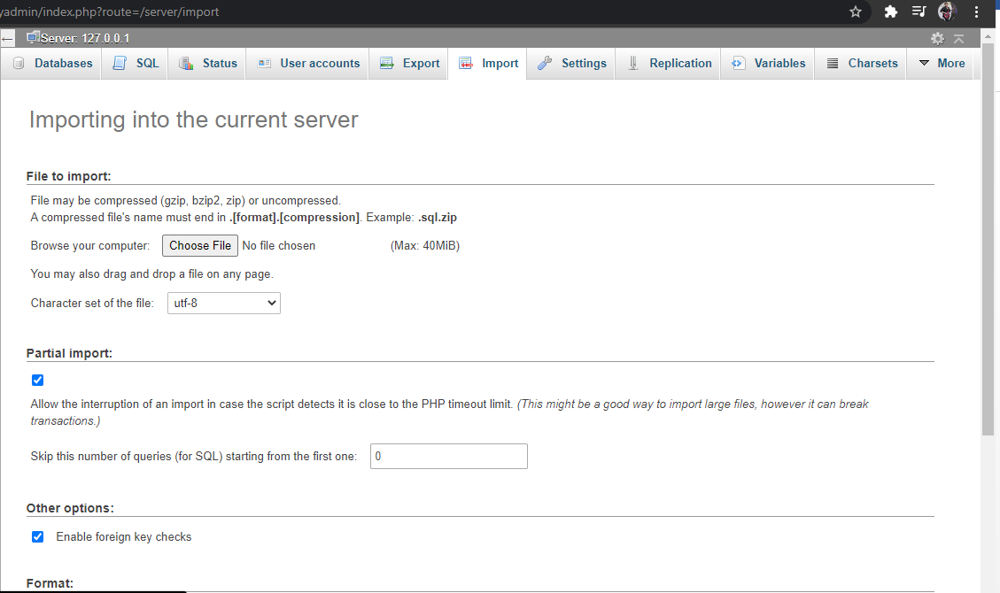 yadmin/index.php?route=/server/import
Server: 127.0.0.1
Databases SQL Status User accounts Export Import Settings Replication Variables Charsets More
Importing into the current server
File to import:
File may be compressed (gzip, bzip2, zip) or uncompressed.
A compressed file's name must end in .[format].[compression]. Example: .sql.zip
Browse your computer: Choose File No file chosen (Max: 40MiB)
You may also drag and drop a file on any page.
Character set of the file: utf-8
Partial import:
Allow the interruption of an import in case the script detects it is close to the PHP timeout limit. (This might be a good way to import large files, however it can break
transactions.)
Skip this number of queries (for SQL) starting from the first one: 0
Other options:
Enable foreign key checks
Format: